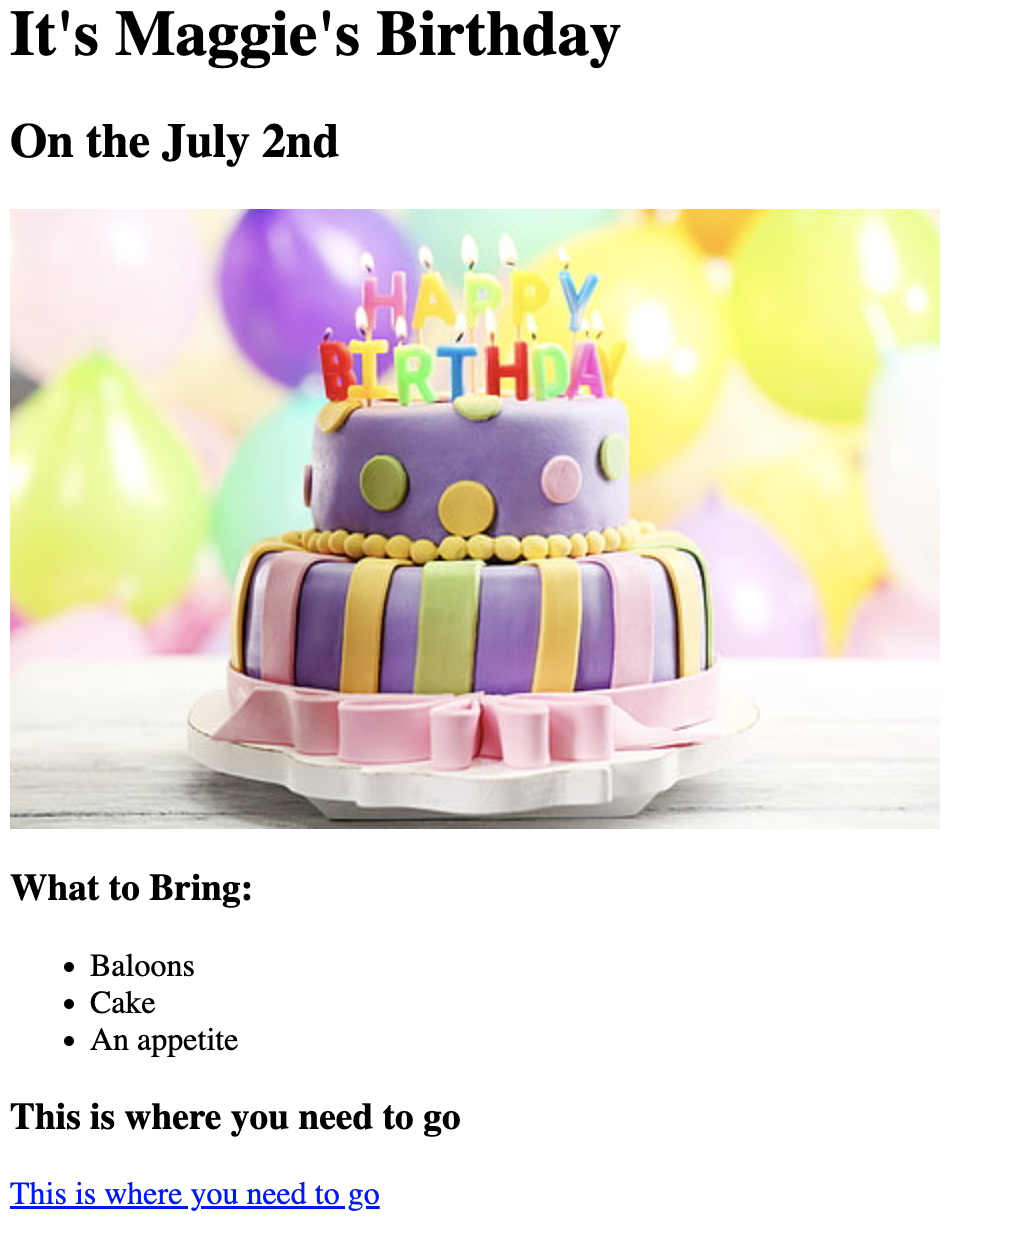 It's Maggie's Birthday
On the July 2nd
HAPPY
BIRTHDAY
What to Bring:
Baloons
Cake
An appetite
This is where you need to go
This is where you need to go